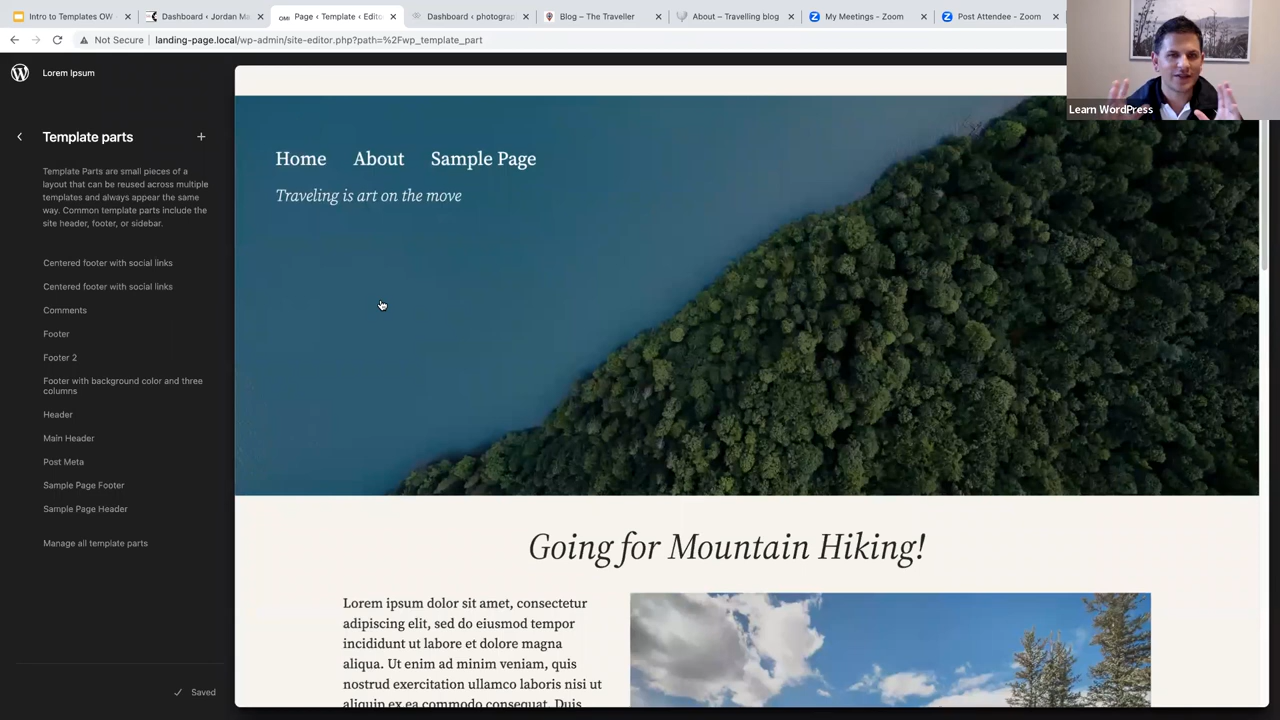 Intro to Templates OW
Dashboard ‹ Jordan Ma
Page ‹ Template ‹ Edito
Dashboard ‹ photograp
Blog – The Traveller
About – Travelling blog
My Meetings - Zoom
Post Attendee - Zoom
Not Secure
landing-page.local/wp-admin/site-editor.php?path=%2Fwp_template_part
Learn WordPress
Lorem Ipsum
Template parts
Template Parts are small pieces of a
layout that can be reused across multiple
templates and always appear the same
way. Common template parts include the
site header, footer, or sidebar.
Centered footer with social links
Centered footer with social links
Comments
Footer
Footer 2
Footer with background color and three
columns
Header
Main Header
Post Meta
Sample Page Footer
Sample Page Header
Manage all template parts
Saved
Home About Sample Page
Traveling is art on the move
Going for Mountain Hiking!
Lorem ipsum dolor sit amet, consectetur
adipiscing elit, sed do eiusmod tempor
incididunt ut labore et dolore magna
aliqua. Ut enim ad minim veniam, quis
nostrud exercitation ullamco laboris nisi ut
aliquip ex ea commodo consequat. Duis